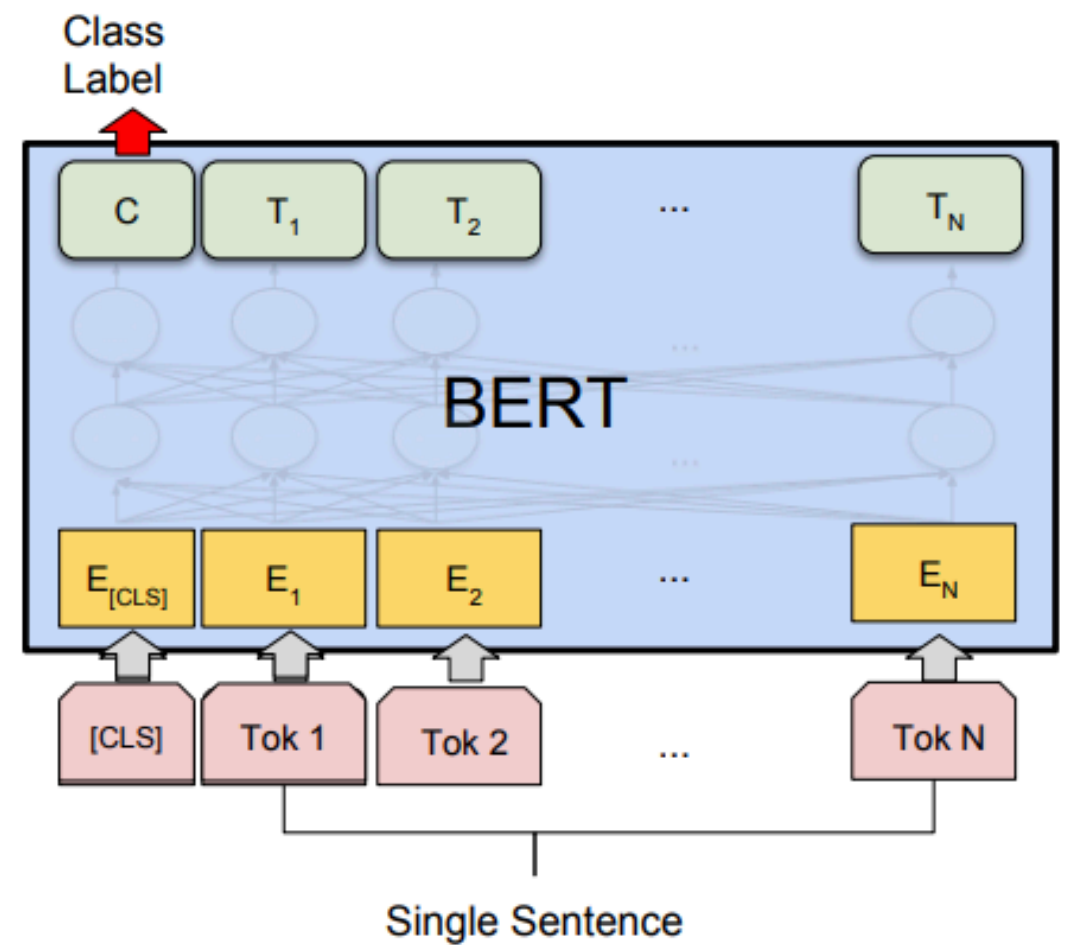 Class
Label
C T1 T2 ... TN
...
BERT
...
E[CLS] E1 E2 ... EN
[CLS] Tok 1 Tok 2 ... Tok N
Single Sentence